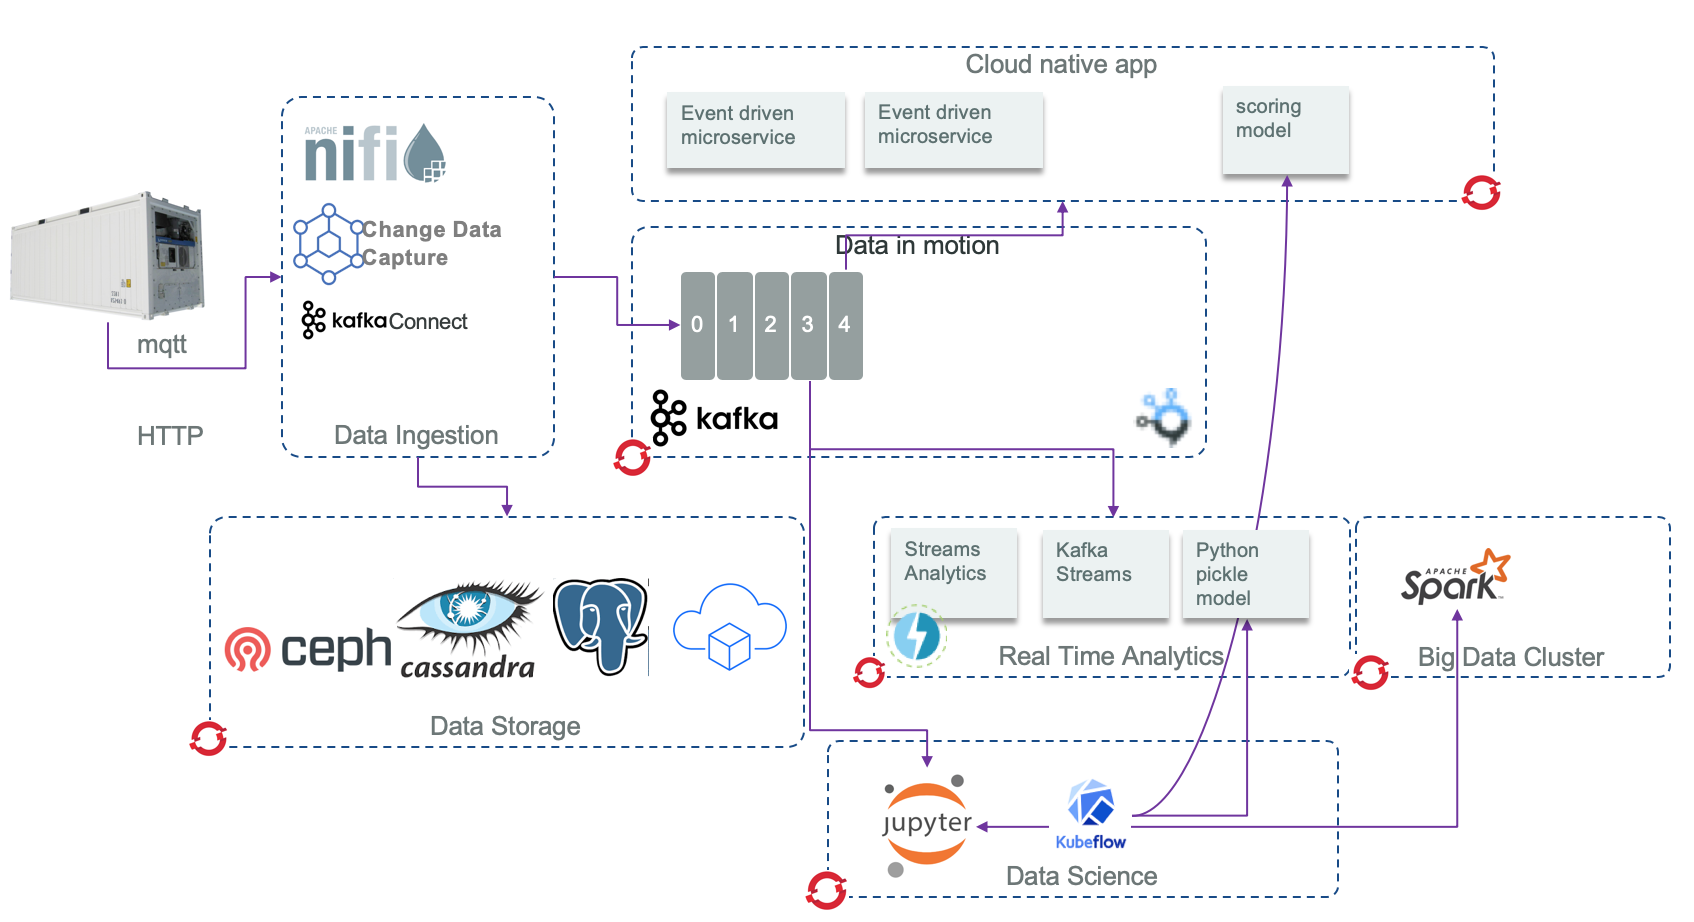 Cloud native app
Event driven
microservice
Event driven
microservice
scoring
model
APACHE
nifi
Change Data
Capture
kafka Connect
Data Ingestion
mqtt
HTTP
Data in motion
0 1 2 3 4
kafka
Streams
Analytics
Kafka
Streams
Python
pickle
model
Real Time Analytics
APACHE
Spark
Big Data Cluster
ceph
cassandra
Data Storage
jupyter
Kubeflow
Data Science